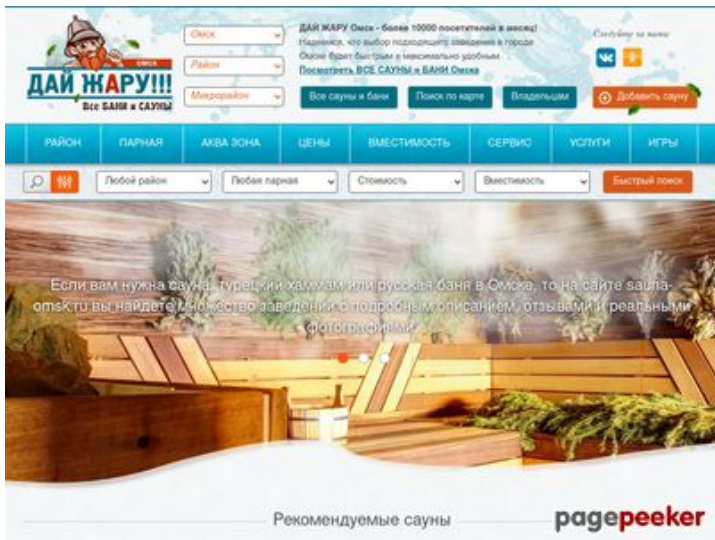 ОМСК
ДАЙ ЖАРУ!!!
Все БАНИ и САУНЫ
Омск
Район
Микрорайон
ДАЙ ЖАРУ Омск - более 10000 посетителей в месяц!
Надеемся, что выбор подходящего заведения в городе
Омске будет быстрым и максимально удобным.
Посмотреть ВСЕ САУНЫ и БАНИ Омска
Все сауны и бани
Поиск по карте
Владельцам
Следуйте за нами
Добавить сауну
РАЙОН
ПАРНАЯ
АКВА ЗОНА
ЦЕНЫ
ВМЕСТИМОСТЬ
СЕРВИС
УСЛУГИ
ИГРЫ
Любой район
Любая парная
Стоимость
Вместимость
Быстрый поиск
Если вам нужна сауна, турецкий хаммам или русская баня в Омске, то на сайте sauna-
omsk.ru вы найдете множество заведений с подробным описанием, отзывами и реальными
фотографиями.
Рекомендуемые сауны
pagepeeker